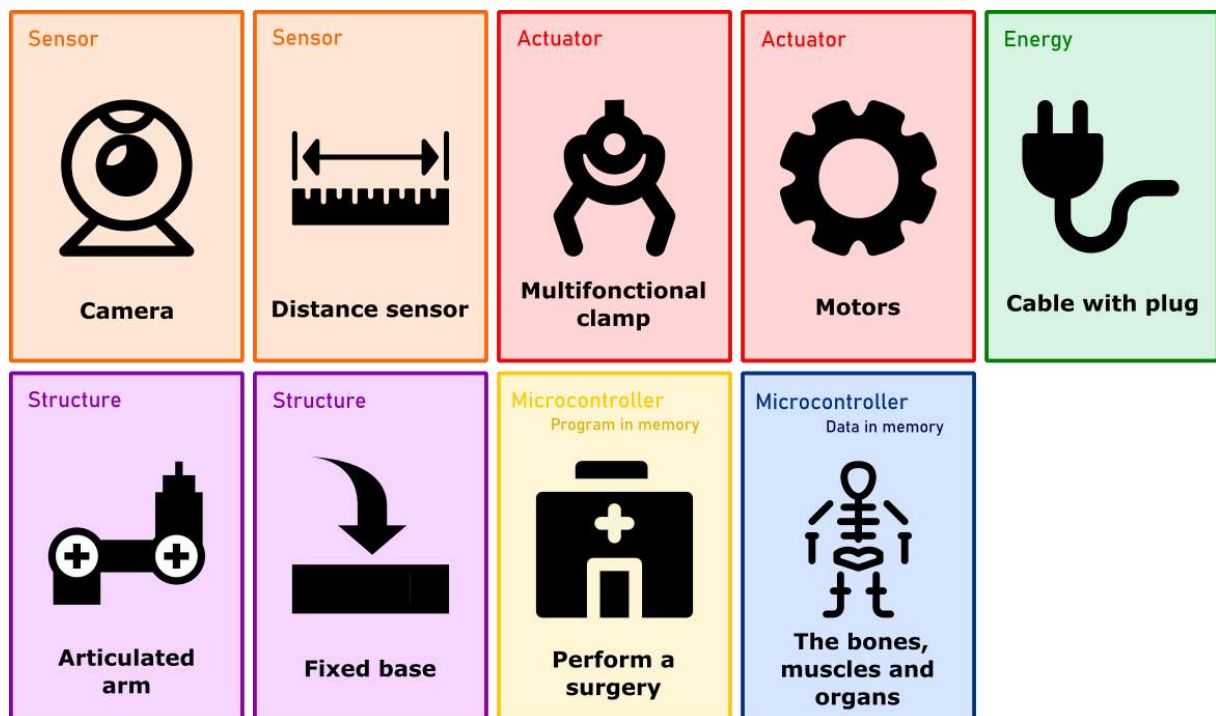 Sensor
Camera
Sensor
Distance sensor
Actuator
Multifonctional
clamp
Actuator
Motors
Energy
Cable with plug
Structure
Articulated
arm
Structure
Fixed base
Microcontroller
Program in memory
Perform a
surgery
Microcontroller
Data in memory
The bones,
muscles and
organs